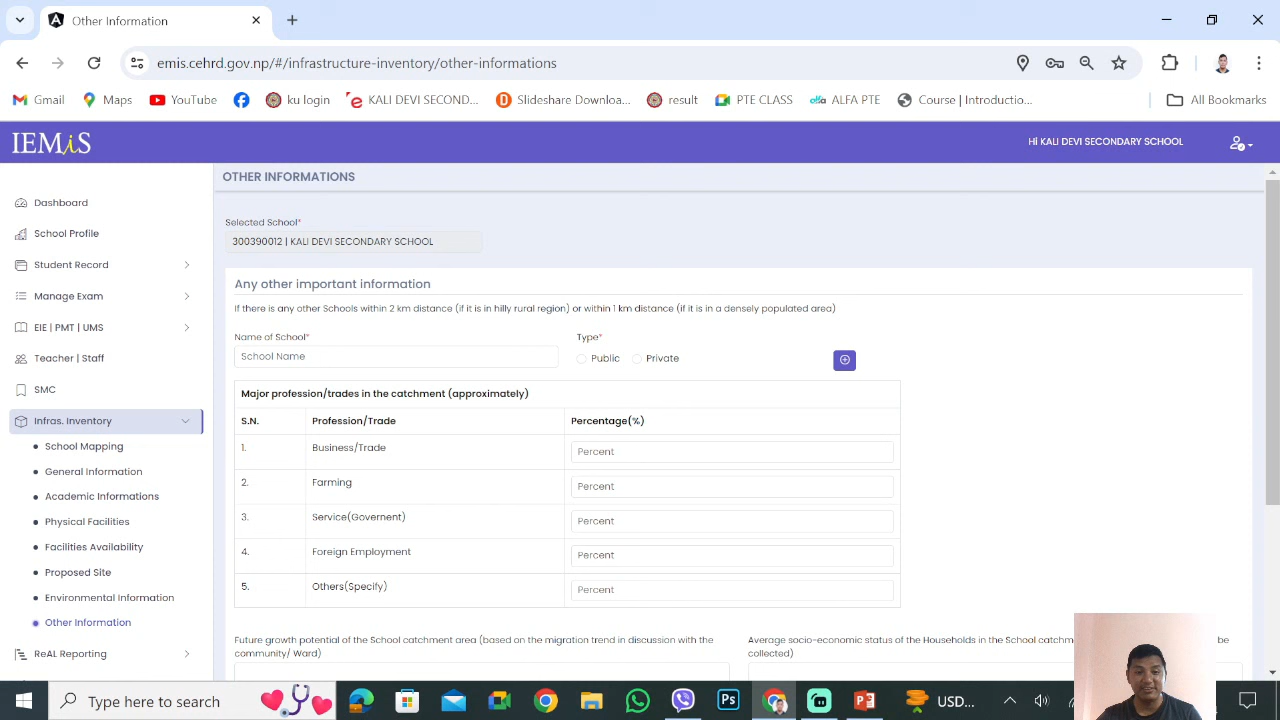 Other Information
emis.cehrd.gov.np/#/infrastructure-inventory/other-informations
Gmail Maps YouTube ku login KALI DEVI SECOND... Slideshare Downloa... result PTE CLASS ALFA PTE Course | Introductio... All Bookmarks
IEMiS
Hi KALI DEVI SECONDARY SCHOOL
OTHER INFORMATIONS
Dashboard
School Profile
Student Record
Manage Exam
EIE | PMT | UMS
Teacher | Staff
SMC
Infras. Inventory
School Mapping
General Information
Academic Informations
Physical Facilities
Facilities Availability
Proposed Site
Environmental Information
Other Information
ReAL Reporting
Selected School*
300390012 | KALI DEVI SECONDARY SCHOOL
Any other important information
If there is any other Schools within 2 km distance (if it is in hilly rural region) or within 1 km distance (if it is in a densely populated area)
Name of School* Type*
School Name Public Private
Major profession/trades in the catchment (approximately)
S.N. Profession/Trade Percentage(%)
1. Business/Trade Percent
2. Farming Percent
3. Service(Governent) Percent
4. Foreign Employment Percent
5. Others(Specify) Percent
Future growth potential of the School catchment area (based on the migration trend in discussion with the
community/ Ward)
Average socio-economic status of the Households in the School catchm be
collected)
Type here to search
Ps
USD...